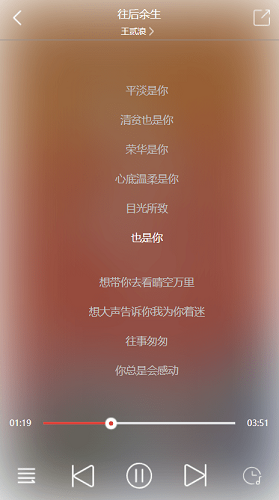 往后余生
王贰浪
平淡是你
清贫也是你
荣华是你
心底温柔是你
目光所致
也是你
想带你去看晴空万里
想大声告诉你我为你着迷
往事匆匆
你总是会感动
01:19
03:51